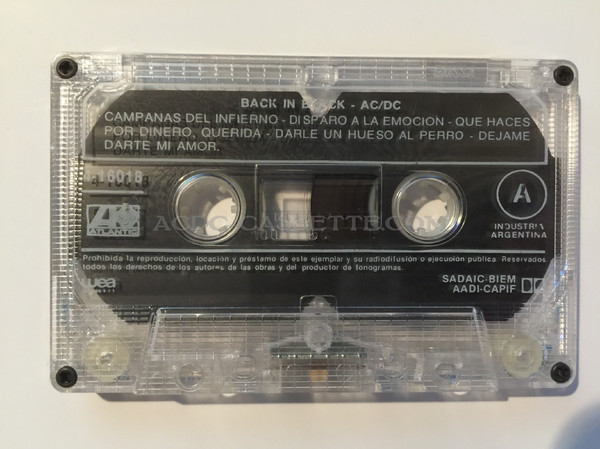 BACK IN BLACK - AC/DC
CAMPANAS DEL INFIERNO - DISPARO A LA EMOCION - QUE HACES
POR DINERO, QUERIDA - DARLE UN HUESO AL PERRO - DEJAME
DARTE MI AMOR.
4-16018
A
ATLANTIC
ACDC-CASSETTE.COM
INDUSTRIA
ARGENTINA
Prohibida la reproducción, locación y préstamo de este ejemplar y su radiodifusión o ejecución pública. Reservados
todos los derechos de los autores de las obras y del productor de fonogramas.
wea
SADAIC-BIEM
AADI-CAPIF